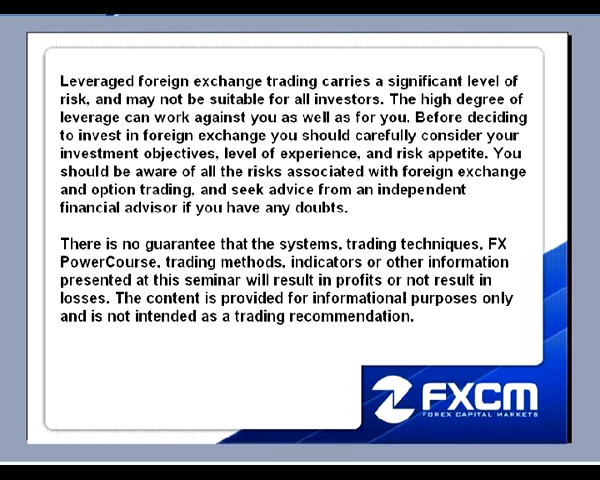 Leveraged foreign exchange trading carries a significant level of
risk, and may not be suitable for all investors. The high degree of
leverage can work against you as well as for you. Before deciding
to invest in foreign exchange you should carefully consider your
investment objectives, level of experience, and risk appetite. You
should be aware of all the risks associated with foreign exchange
and option trading, and seek advice from an independent
financial advisor if you have any doubts.
There is no guarantee that the systems, trading techniques, FX
PowerCourse, trading methods, indicators or other information
presented at this seminar will result in profits or not result in
losses. The content is provided for informational purposes only
and is not intended as a trading recommendation.
FXCM
FOREX CAPITAL MARKETS